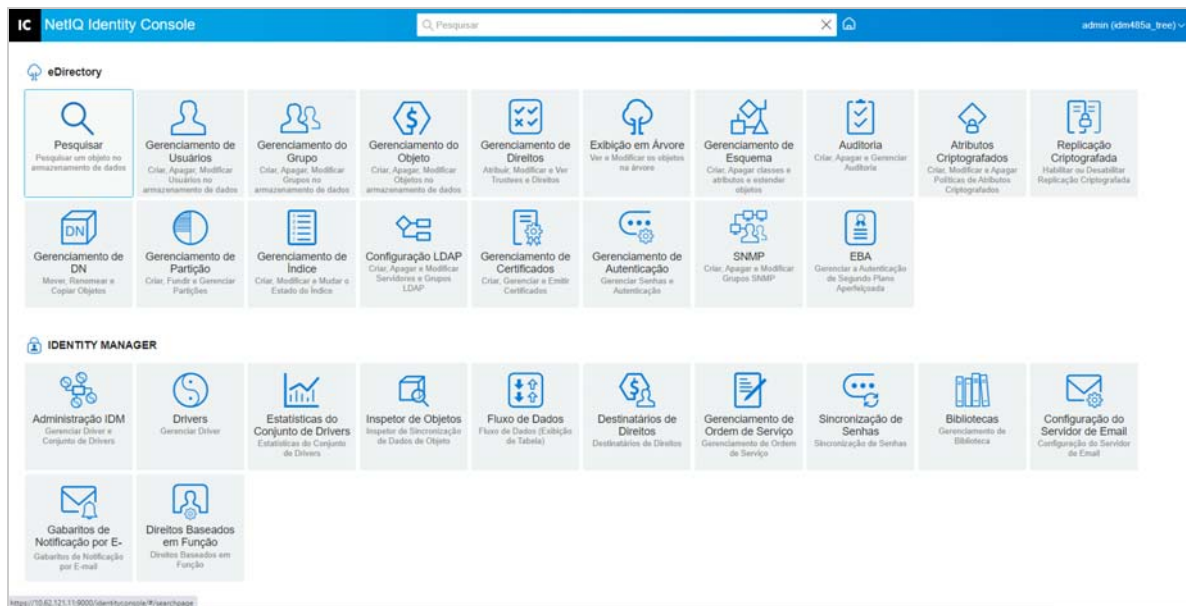 IC NetIQ Identity Console
Pesquisar
admin (idm485a_tree)
eDirectory
Pesquisar
Pesquisar um objeto no
armazenamento de dados
Gerenciamento de
Usuários
Criar, Apagar, Modificar
Usuários no
armazenamento de dados
Gerenciamento do
Grupo
Criar, Apagar, Modificar
Grupos no
armazenamento de dados
Gerenciamento do
Objeto
Criar, Apagar, Modificar
Objetos no
armazenamento de dados
Gerenciamento de
Direitos
Atribuir, Modificar e Ver
Trustees e Direitos
Exibição em Árvore
Ver e Modificar os objetos
na árvore
Gerenciamento de
Esquema
Criar, Apagar classes e
atributos e estender
objetos
Auditoria
Criar, Apagar e Gerenciar
Auditoria
Atributos
Criptografados
Criar, Modificar e Apagar
Políticas de Atributos
Criptografados
Replicação
Criptografada
Habilitar ou Desabilitar
Replicação Criptografada
DN
Gerenciamento de
DN
Mover, Renomear e
Copiar Objetos
Gerenciamento de
Partição
Criar, Fundir e Gerenciar
Partições
Gerenciamento de
Índice
Criar, Modificar e Mudar o
Estado do Índice
Configuração LDAP
Criar, Apagar e Modificar
Servidores e Grupos
LDAP
Gerenciamento de
Certificados
Criar, Gerenciar e Emitir
Certificados
Gerenciamento de
Autenticação
Gerenciar Senhas e
Autenticação
SNMP
Criar, Apagar e Modificar
Grupos SNMP
EBA
Gerenciar a Autenticação
de Segundo Plano
Aperfeiçoada
IDENTITY MANAGER
Administração IDM
Gerenciar Driver e
Conjunto de Drivers
Drivers
Gerenciar Driver
Estatísticas do
Conjunto de Drivers
Estatísticas do Conjunto
de Drivers
Inspetor de Objetos
Inspetor de Sincronização
de Dados de Objeto
Fluxo de Dados
Fluxo de Dados (Exibição
de Tabela)
Destinatários de
Direitos
Destinatários de Direitos
Gerenciamento de
Ordem de Serviço
Gerenciamento de Ordem
de Serviço
Sincronização de
Senhas
Sincronização de Senhas
Bibliotecas
Gerenciamento de
Biblioteca
Configuração do
Servidor de Email
Configuração do Servidor
de Email
Gabaritos de
Notificação por E-
Gabaritos de Notificação
por E-mail
Direitos Baseados
em Função
Direitos Baseados em
Função
https://10.62.121.11:9000/identityconsole/#/searchpage